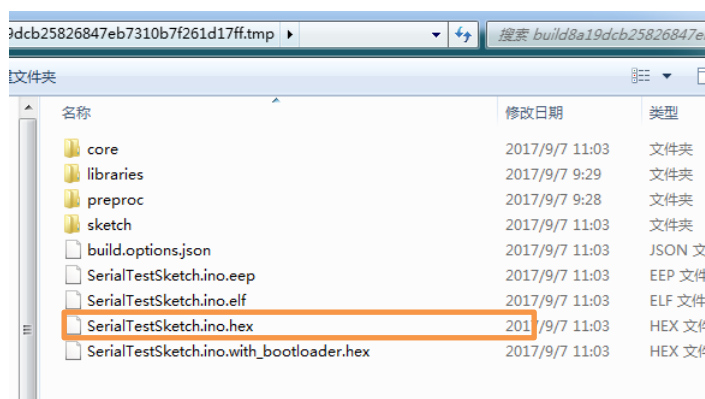 9dcb25826847eb7310b7f261d17ff.tmp
搜索 build8a19dcb25826847e
建文件夹
名称 修改日期 类型
core 2017/9/7 11:03 文件夹
libraries 2017/9/7 9:29 文件夹
preproc 2017/9/7 9:28 文件夹
sketch 2017/9/7 11:03 文件夹
build.options.json 2017/9/7 11:03 JSON 文
SerialTestSketch.ino.eep 2017/9/7 11:03 EEP 文件
SerialTestSketch.ino.elf 2017/9/7 11:03 ELF 文件
SerialTestSketch.ino.hex 2017/9/7 11:03 HEX 文件
SerialTestSketch.ino.with_bootloader.hex 2017/9/7 11:03 HEX 文件